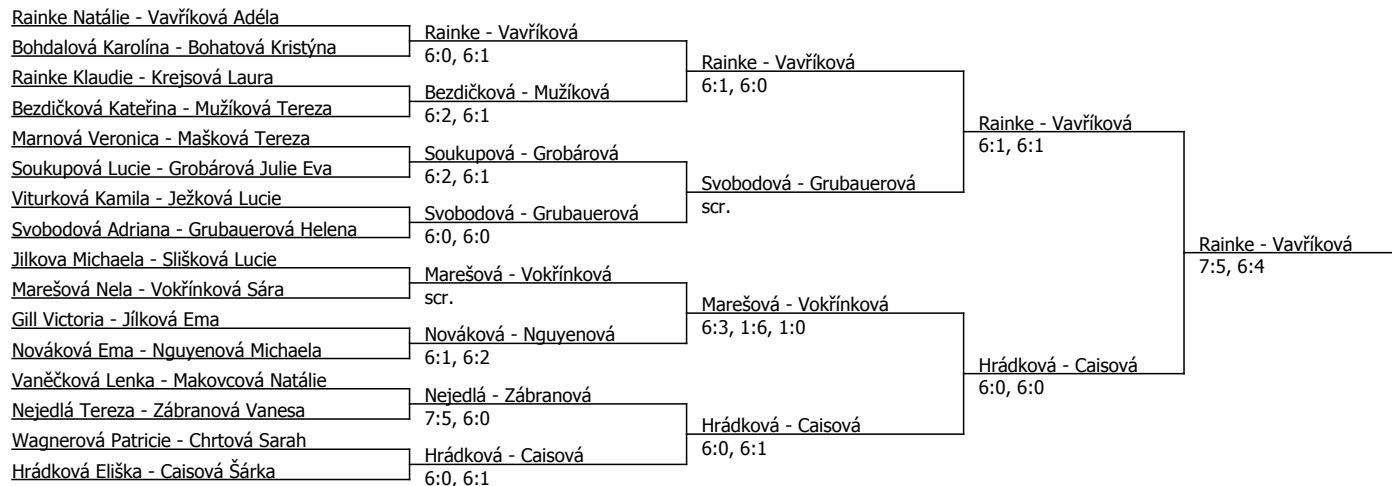 Rainke Natálie - Vavříková Adéla
Bohdalová Karolína - Bohatová Kristýna
Rainke Klaudie - Krejsová Laura
Bezdičková Kateřina - Mužíková Tereza
Marnová Veronica - Mašková Tereza
Soukupová Lucie - Grobárová Julie Eva
Viturková Kamila - Ježková Lucie
Svobodová Adriana - Grubauerová Helena
Jilkova Michaela - Slišková Lucie
Marešová Nela - Vokřínková Sára
Gill Victoria - Jílková Ema
Nováková Ema - Nguyenová Michaela
Vaněčková Lenka - Makovcová Natálie
Nejedlá Tereza - Zábranová Vanesa
Wagnerová Patricie - Chrtová Sarah
Hrádková Eliška - Caisová Šárka
Rainke - Vavříková
6:0, 6:1
Bezdičková - Mužíková
6:2, 6:1
Soukupová - Grobárová
6:2, 6:1
Svobodová - Grubauerová
6:0, 6:0
Marešová - Vokřínková
scr.
Nováková - Nguyenová
6:1, 6:2
Nejedlá - Zábranová
7:5, 6:0
Hrádková - Caisová
6:0, 6:1
Rainke - Vavříková
6:1, 6:0
Svobodová - Grubauerová
scr.
Marešová - Vokřínková
6:3, 1:6, 1:0
Hrádková - Caisová
6:0, 6:1
Rainke - Vavříková
6:1, 6:1
Hrádková - Caisová
6:0, 6:0
Rainke - Vavříková
7:5, 6:4